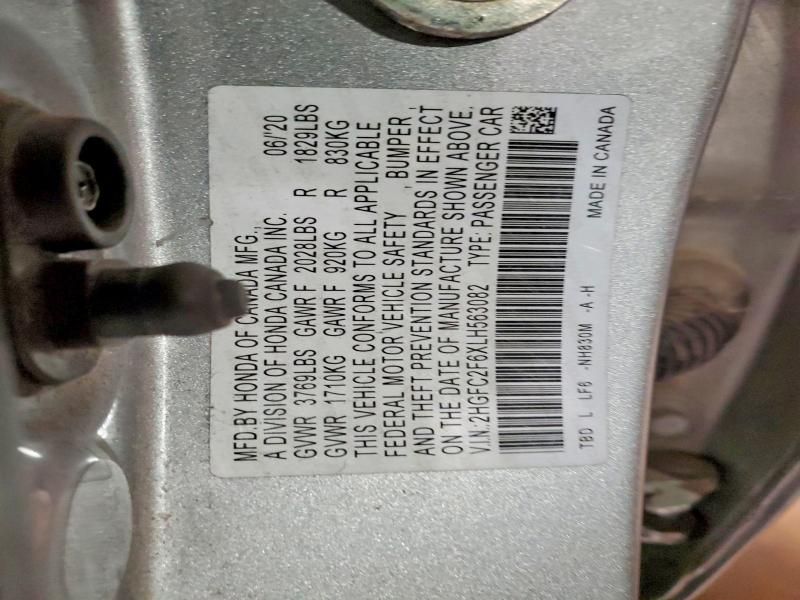 MFD.BY HONDA OF CANADA MFG.,
A DIVISION OF HONDA CANADA INC. 06/'20
GVWR 3769LBS GAWR F 2028LBS R 1829LBS
GVWR 1710KG GAWR F 920KG R 830KG
THIS VEHICLE CONFORMS TO ALL APPLICABLE
FEDERAL MOTOR VEHICLE SAFETY , BUMPER ,
AND THEFT PREVENTION STANDARDS IN EFFECT
ON THE DATE OF MANUFACTURE SHOWN ABOVE.
V.I.N:2HGFC2F6XLH563082 TYPE:PASSENGER CAR
TBD L LF6 -NH830M -A-H / MADE IN CANADA